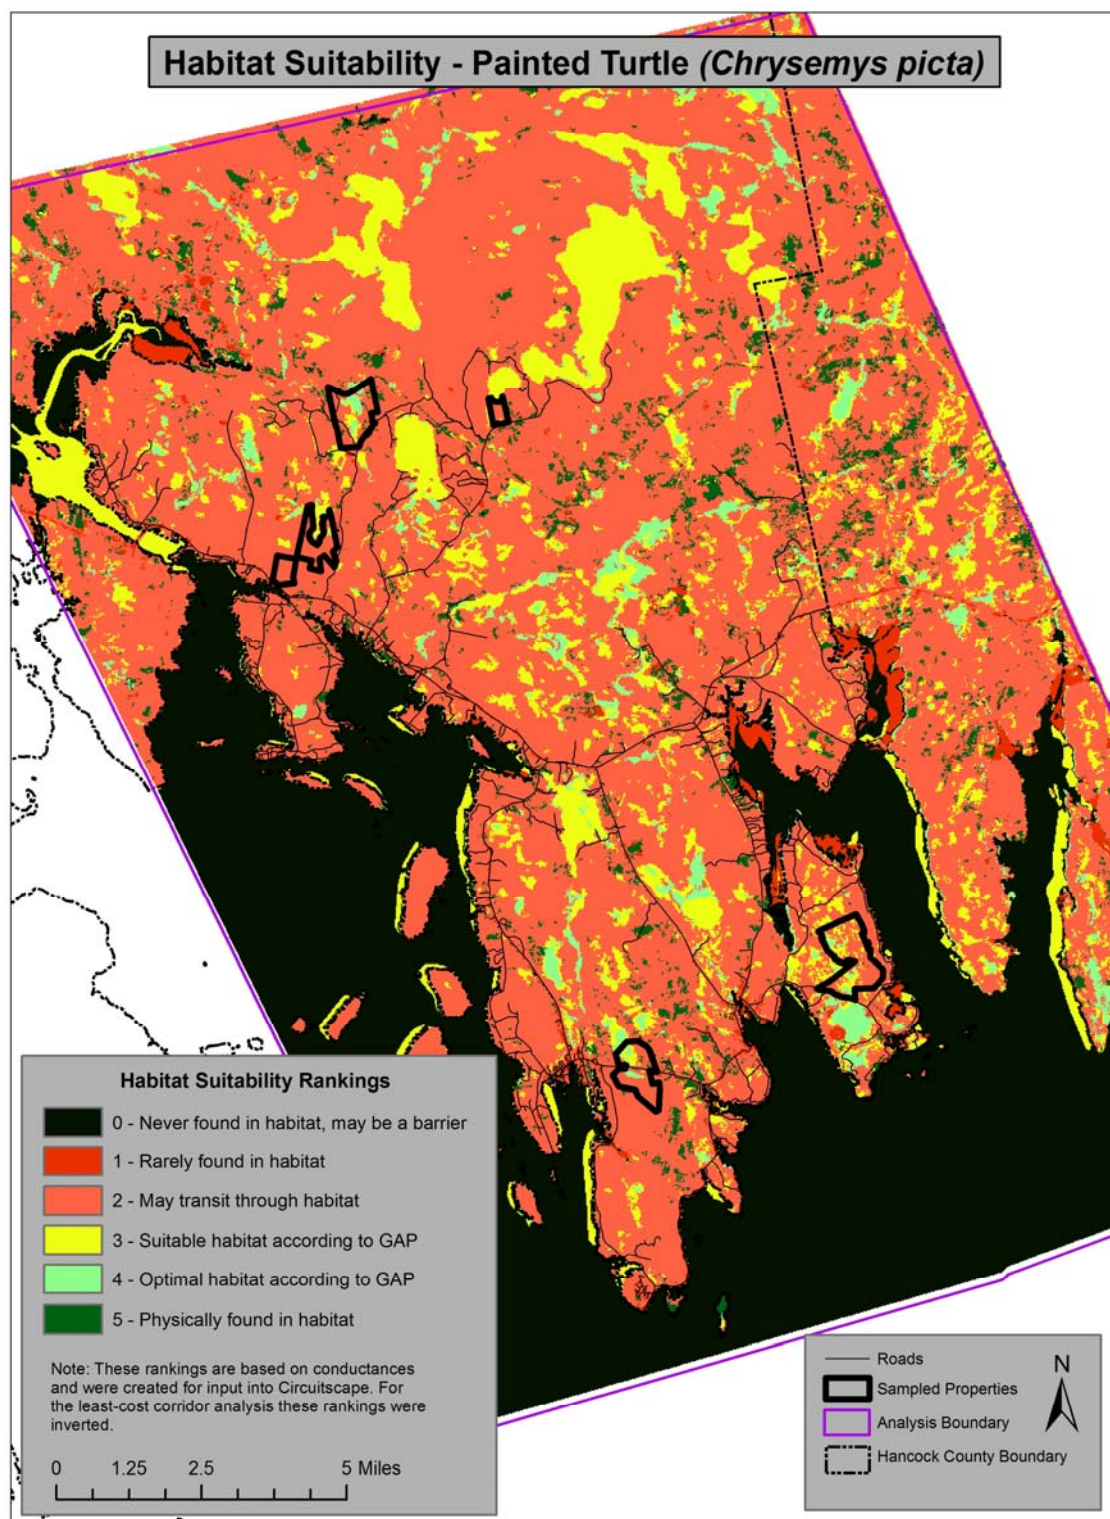 Habitat Suitability - Painted Turtle (Chrysemys picta)
Habitat Suitability Rankings
0 - Never found in habitat, may be a barrier
1 - Rarely found in habitat
2 - May transit through habitat
3 - Suitable habitat according to GAP
4 - Optimal habitat according to GAP
5 - Physically found in habitat
Note: These rankings are based on conductances
and were created for input into Circuitscape. For
the least-cost corridor analysis these rankings were
inverted.
0 1.25 2.5 5 Miles
Roads
Sampled Properties
Analysis Boundary
Hancock County Boundary
N